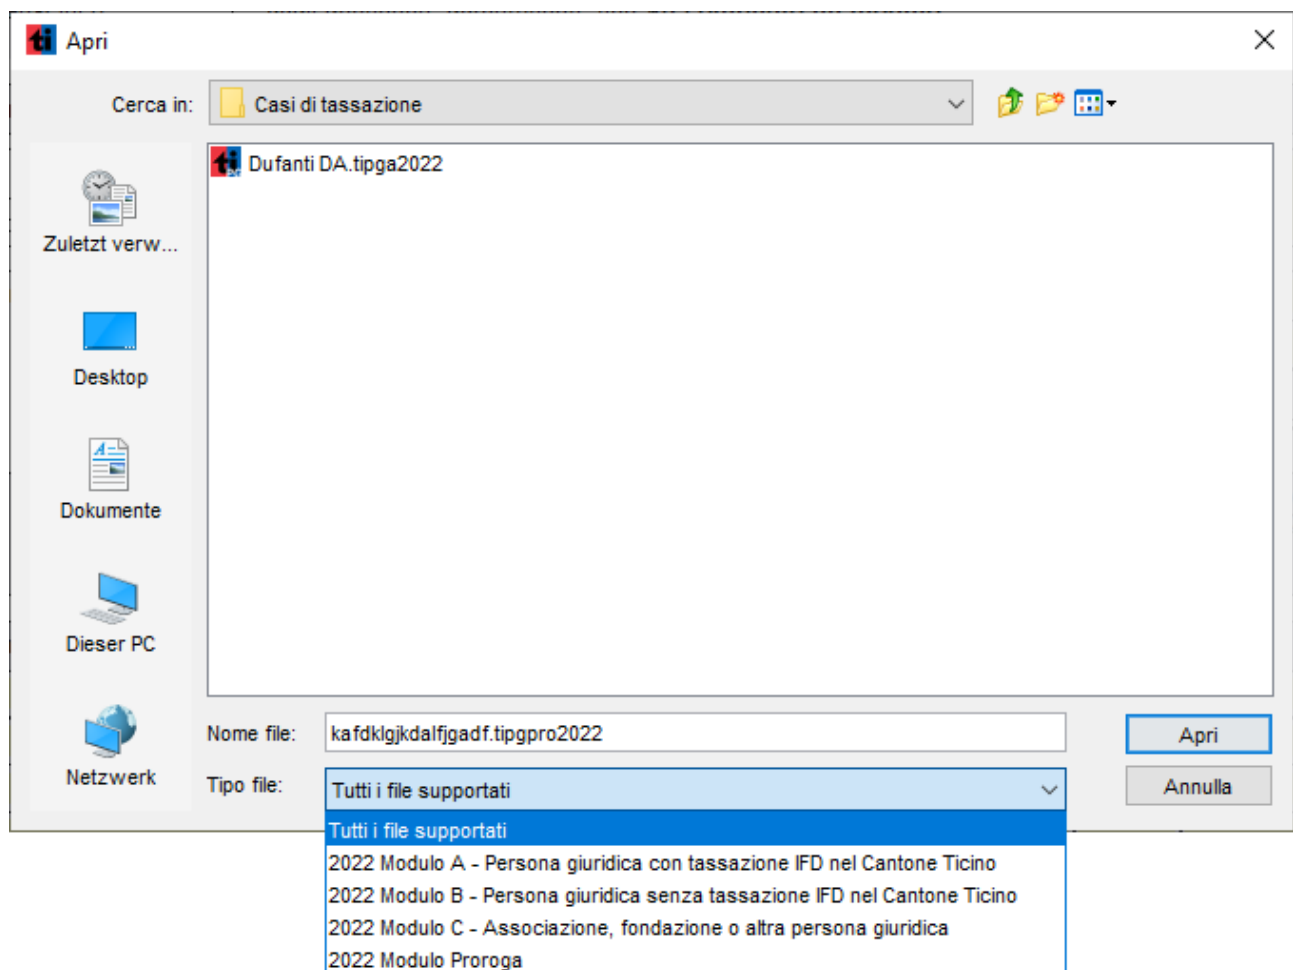 Apri
Cerca in: Casi di tassazione
Dufanti DA.tipga2022
Zuletzt verw...
Desktop
Dokumente
Dieser PC
Netzwerk
Nome file: kafdklgjkdalfjgadf.tipgpro2022 Apri
Tipo file: Tutti i file supportati Annulla
Tutti i file supportati
2022 Modulo A - Persona giuridica con tassazione IFD nel Cantone Ticino
2022 Modulo B - Persona giuridica senza tassazione IFD nel Cantone Ticino
2022 Modulo C - Associazione, fondazione o altra persona giuridica
2022 Modulo Proroga